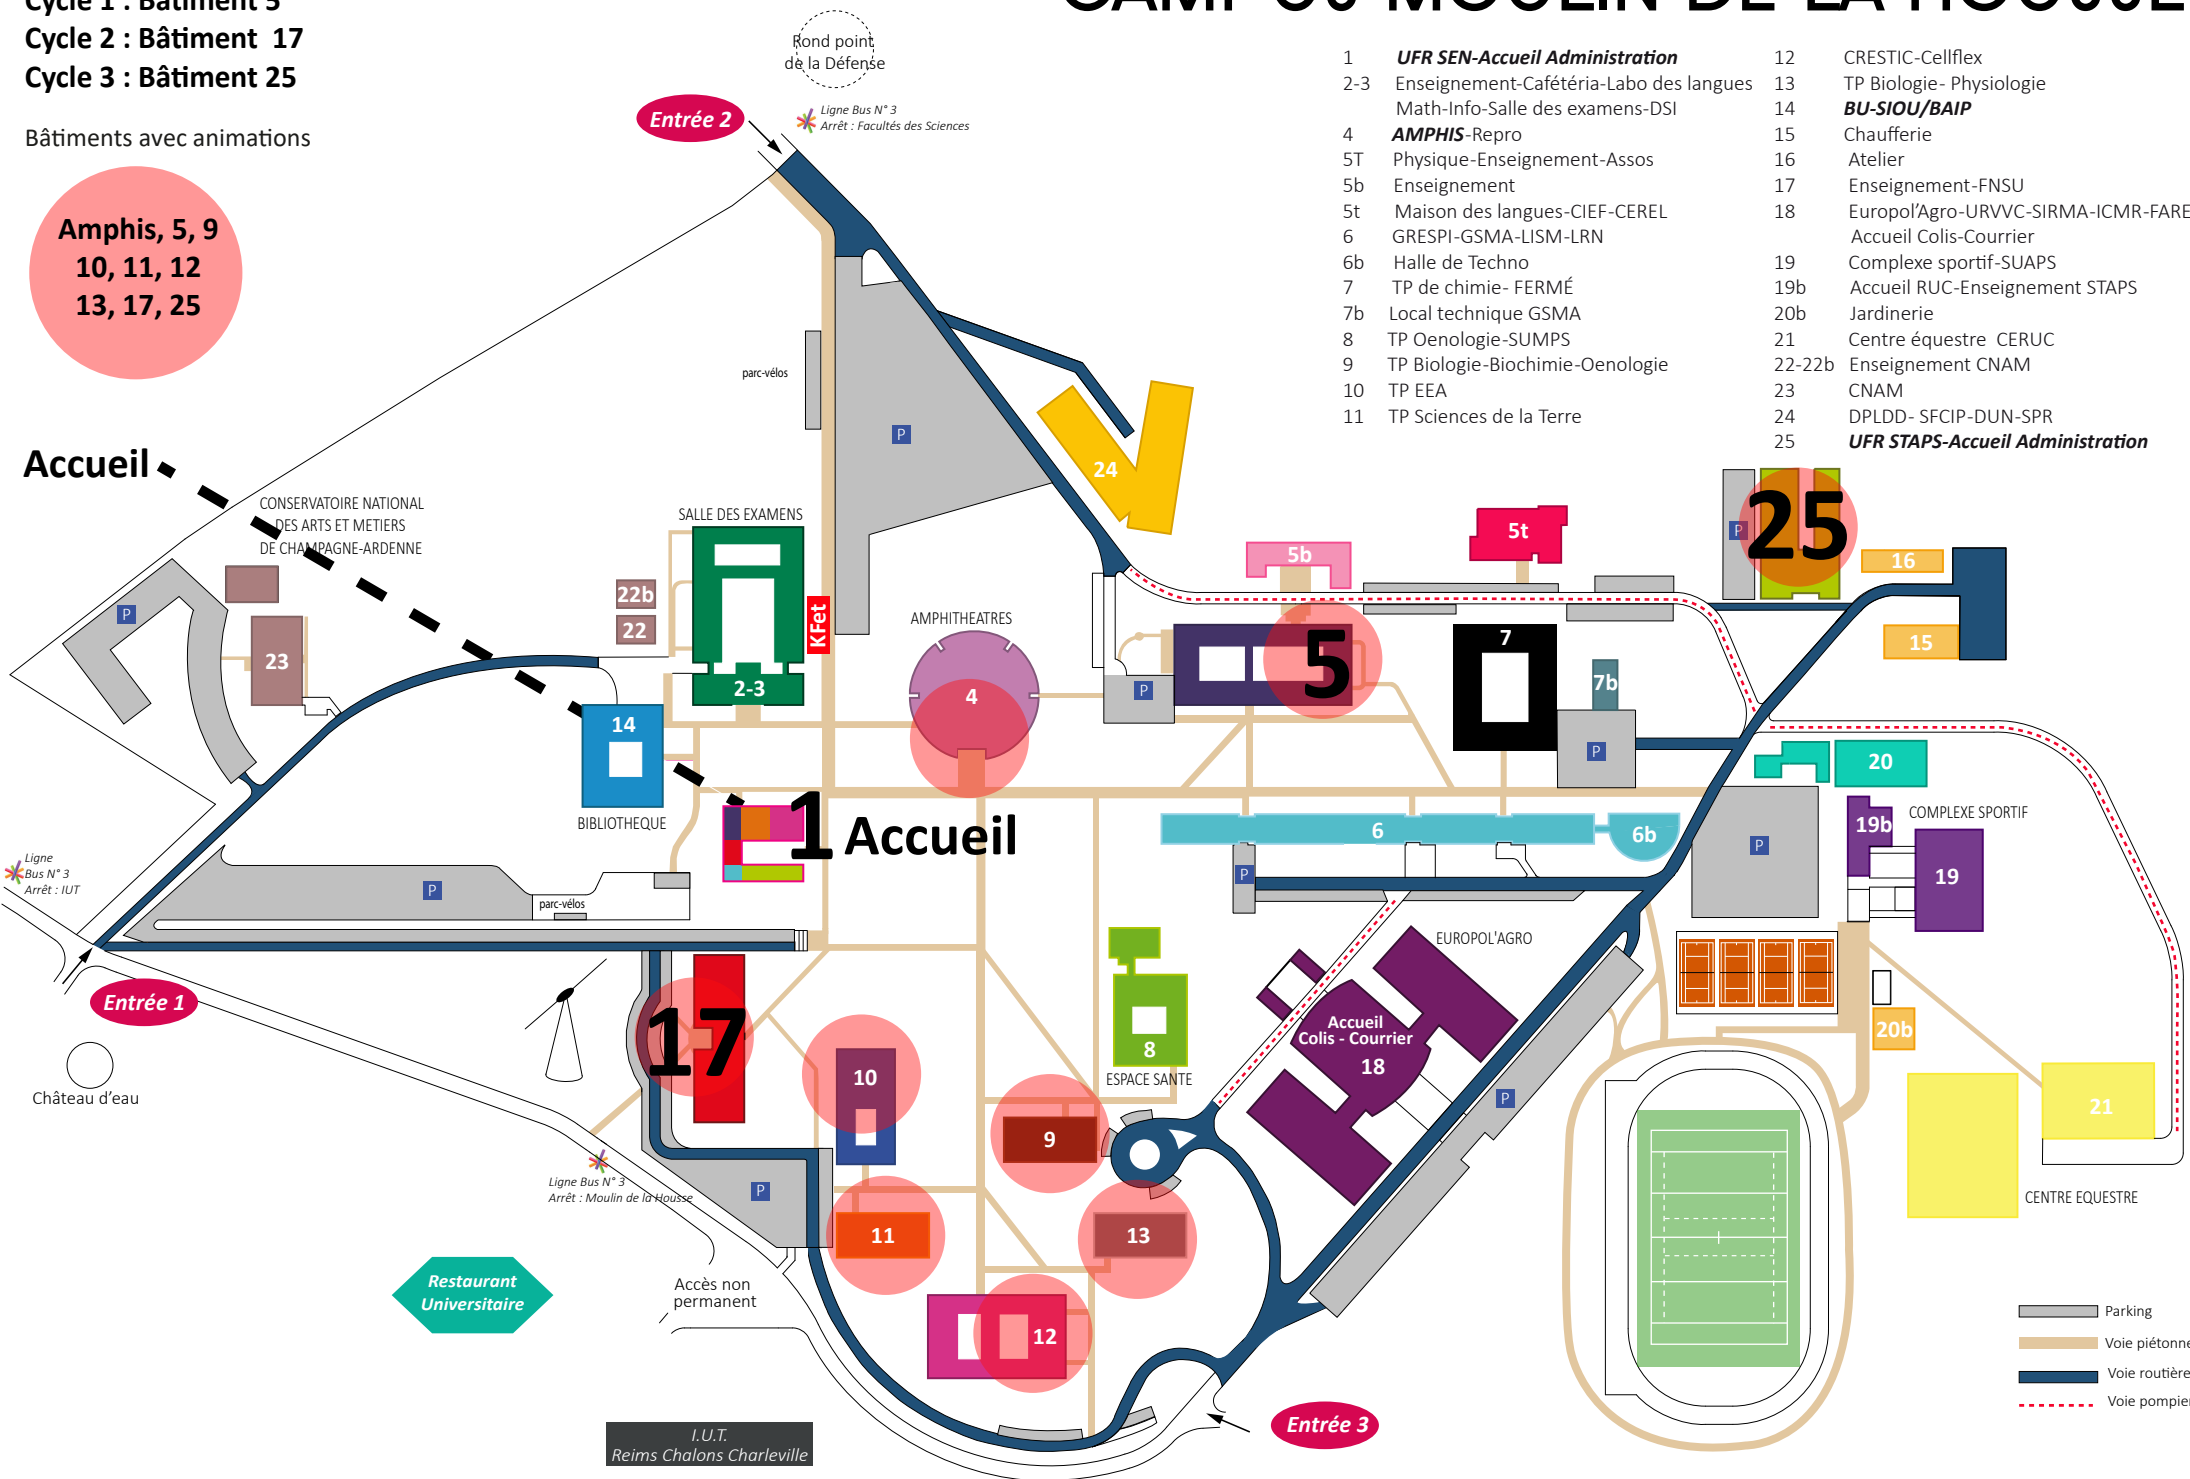 Cycle 1 : Bâtiment 5
CAMPUS MOULIN DE LA HOUSSE
Cycle 2 : Bâtiment 17
Cycle 3 : Bâtiment 25
Bâtiments avec animations
Amphis, 5, 9
10, 11, 12
13, 17, 25
Rond point
de la Défense
Entrée 2
Ligne Bus N° 3
Arrêt : Facultés des Sciences
1 UFR SEN-Accueil Administration
2-3 Enseignement-Cafétéria-Labo des langues
Math-Info-Salle des examens-DSI
4 AMPHIS-Repro
5T Physique-Enseignement-Assos
5b Enseignement
5t Maison des langues-CIEF-CEREL
6 GRESPI-GSMA-LISM-LRN
6b Halle de Techno
7 TP de chimie- FERMÉ
7b Local technique GSMA
8 TP Oenologie-SUMPS
9 TP Biologie-Biochimie-Oenologie
10 TP EEA
11 TP Sciences de la Terre
12 CRESTIC-Cellflex
13 TP Biologie- Physiologie
14 BU-SIOU/BAIP
15 Chaufferie
16 Atelier
17 Enseignement-FNSU
18 Europol'Agro-URVVC-SIRMA-ICMR-FARE
Accueil Colis-Courrier
19 Complexe sportif-SUAPS
19b Accueil RUC-Enseignement STAPS
20b Jardinerie
21 Centre équestre CERUC
22-22b Enseignement CNAM
23 CNAM
24 DPLDD- SFCIP-DUN-SPR
25 UFR STAPS-Accueil Administration
parc-vélos
P
24
Accueil
CONSERVATOIRE NATIONAL
DES ARTS ET METIERS
DE CHAMPAGNE-ARDENNE
SALLE DES EXAMENS
5t
P
25
5b
16
22b
22
KFet
P
AMPHITHEATRES
23
2-3
4
5
7
7b
15
P
14
P
20
BIBLIOTHEQUE
1 Accueil
6
6b
P
19b
COMPLEXE SPORTIF
19
Ligne
Bus N° 3
Arrêt : IUT
P
parc-vélos
P
EUROPOL'AGRO
Entrée 1
17
Accueil
Colis - Courrier
18
20b
8
ESPACE SANTE
10
Château d'eau
9
P
21
Ligne Bus N° 3
Arrêt : Moulin de la Housse
P
CENTRE EQUESTRE
11
13
Restaurant
Universitaire
Accès non
permanent
12
Parking
Voie piétonne
Voie routière
Voie pompier
Entrée 3
I.U.T.
Reims Chalons Charleville